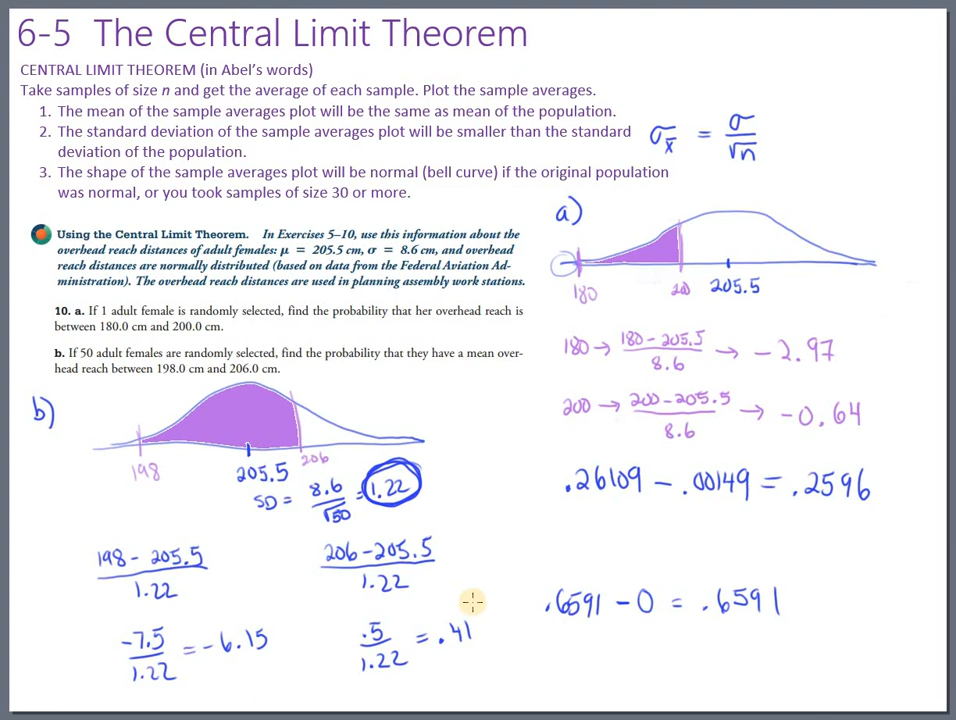 6-5 The Central Limit Theorem
CENTRAL LIMIT THEOREM (in Abel's words)
Take samples of size n and get the average of each sample. Plot the sample averages.
1. The mean of the sample averages plot will be the same as mean of the population.
2. The standard deviation of the sample averages plot will be smaller than the standard
deviation of the population.
σx̄ = σ/√n
3. The shape of the sample averages plot will be normal (bell curve) if the original population
was normal, or you took samples of size 30 or more.
Using the Central Limit Theorem. In Exercises 5–10, use this information about the
overhead reach distances of adult females: μ = 205.5 cm, σ = 8.6 cm, and overhead
reach distances are normally distributed (based on data from the Federal Aviation Ad-
ministration). The overhead reach distances are used in planning assembly work stations.
10. a. If 1 adult female is randomly selected, find the probability that her overhead reach is
between 180.0 cm and 200.0 cm.
b. If 50 adult females are randomly selected, find the probability that they have a mean over-
head reach between 198.0 cm and 206.0 cm.
a)
180 200 205.5
180 → (180 - 205.5)/8.6 → -2.97
200 → (200 - 205.5)/8.6 → -0.64
.26109 - .00149 = .2596
b)
198 205.5 206
SD = 8.6/√50 = 1.22
(198 - 205.5)/1.22
(206 - 205.5)/1.22
-7.5/1.22 = -6.15
.5/1.22 = .41
.6591 - 0 = .6591